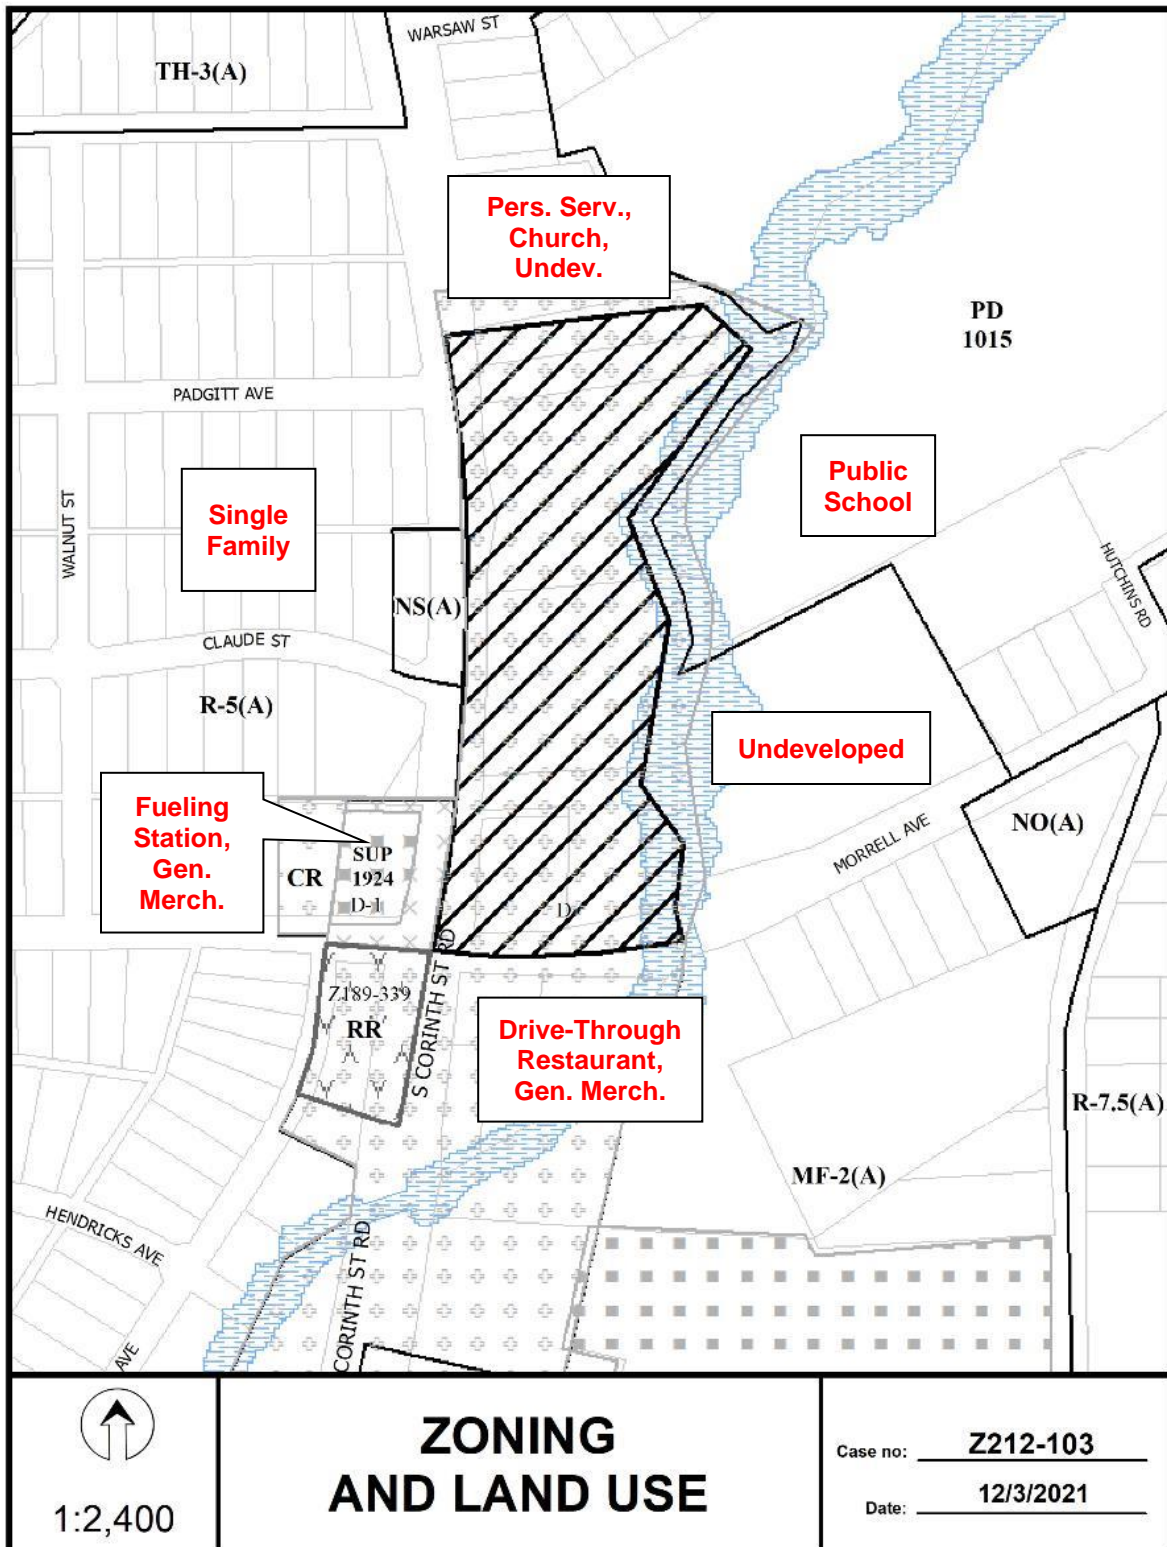 WARSAW ST
TH-3(A)
Pers. Serv.,
Church,
Undev.
PD
1015
PADGITT AVE
Public
School
Single
Family
WALNUT ST
HUTCHINS RD
NS(A)
CLAUDE ST
R-5(A)
Undeveloped
Fueling
Station,
Gen.
Merch.
NO(A)
MORRELL AVE
SUP
1924
CR
D-1
D
S CORINTH ST RD
Z189-339
RR
Drive-Through
Restaurant,
Gen. Merch.
R-7.5(A)
MF-2(A)
HENDRICKS AVE
CORINTH ST RD
AVE
1:2,400
ZONING
AND LAND USE
Case no: Z212-103
Date: 12/3/2021